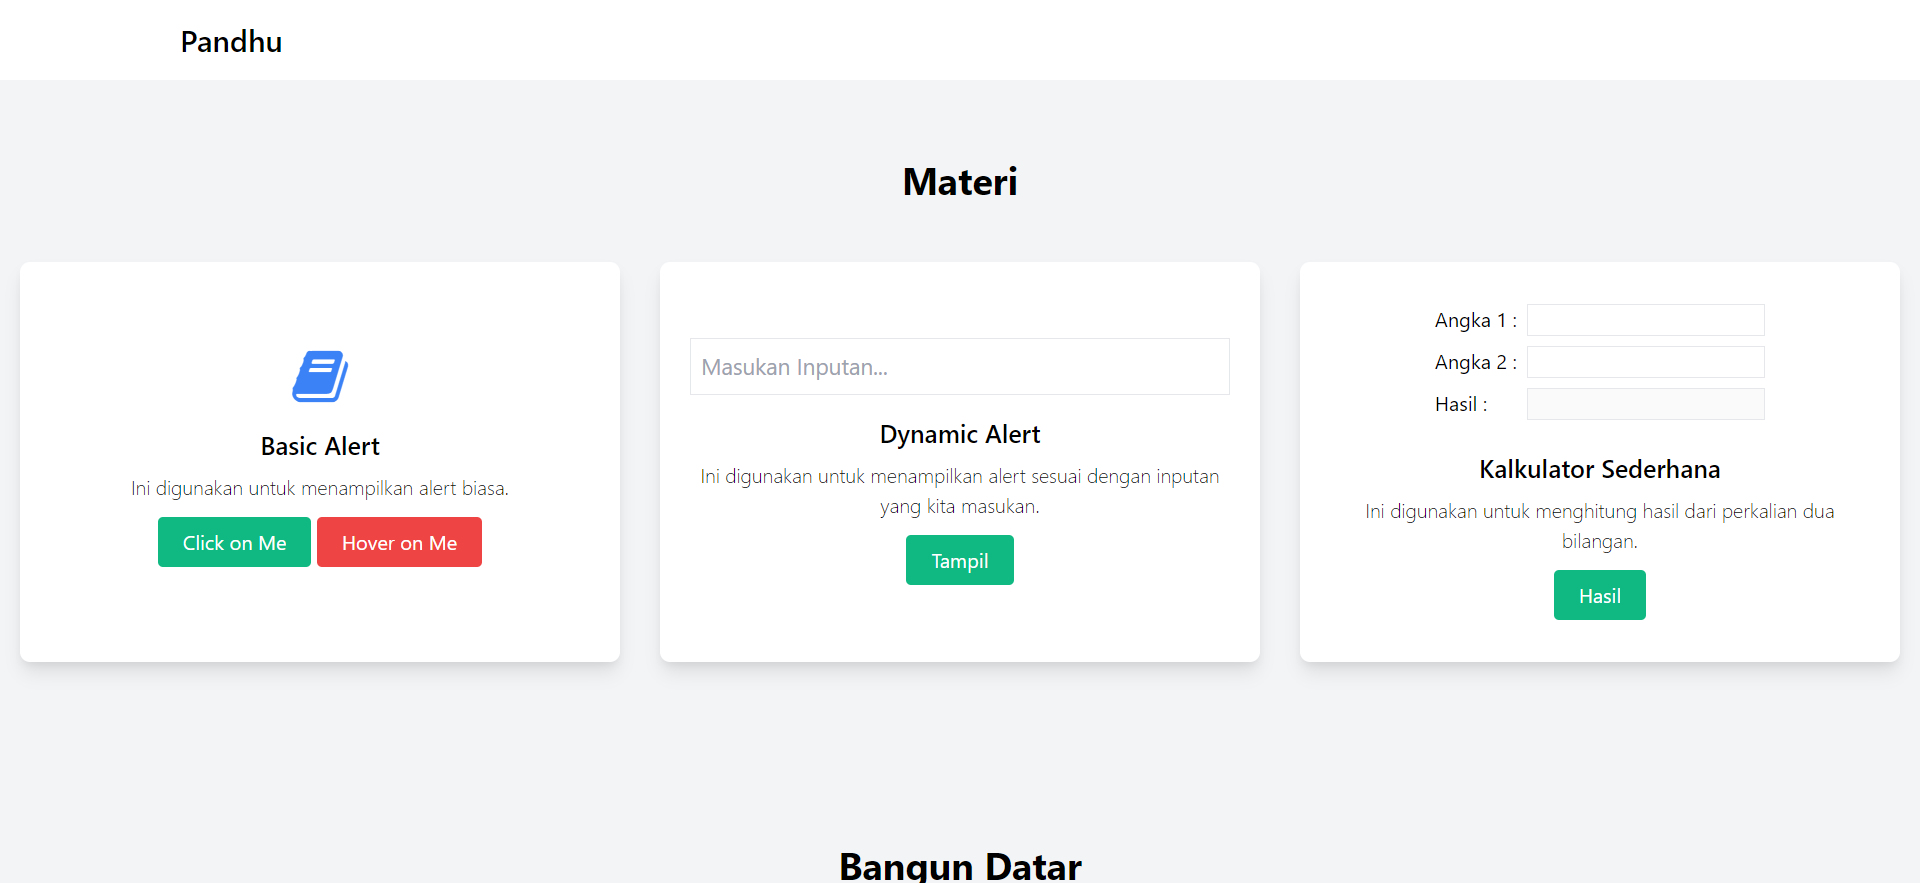 Pandhu
Materi
Basic Alert
Ini digunakan untuk menampilkan alert biasa.
Click on Me
Hover on Me
Masukan Inputan...
Dynamic Alert
Ini digunakan untuk menampilkan alert sesuai dengan inputan
yang kita masukan.
Tampil
Angka 1 :
Angka 2 :
Hasil :
Kalkulator Sederhana
Ini digunakan untuk menghitung hasil dari perkalian dua
bilangan.
Hasil
Bangun Datar